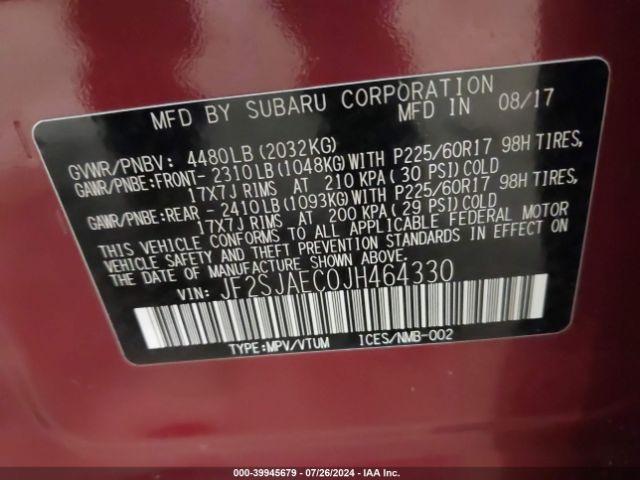 MFD BY SUBARU CORPORATION
MFD IN 08/17
GVWR/PNBV: 4480LB(2032KG)
GAWR/PNBE:FRONT- 2310LB(1048KG)WITH P225/60R17 98H TIRES,
17X7J RIMS AT 210 KPA(30 PSI)COLD
GAWR/PNBE:REAR - 2410LB(1093KG)WITH P225/60R17 98H TIRES,
17X7J RIMS AT 200 KPA(29 PSI)COLD
THIS VEHICLE CONFORMS TO ALL APPLICABLE FEDERAL MOTOR
VEHICLE SAFETY AND THEFT PREVENTION STANDARDS IN EFFECT ON
THE DATE OF MANUFACTURE SHOWN ABOVE.
VIN: JF2SJAEC0JH464330
TYPE:MPV/VTUM ICES/NMB-002
000-39945679 - 07/26/2024 - IAA Inc.